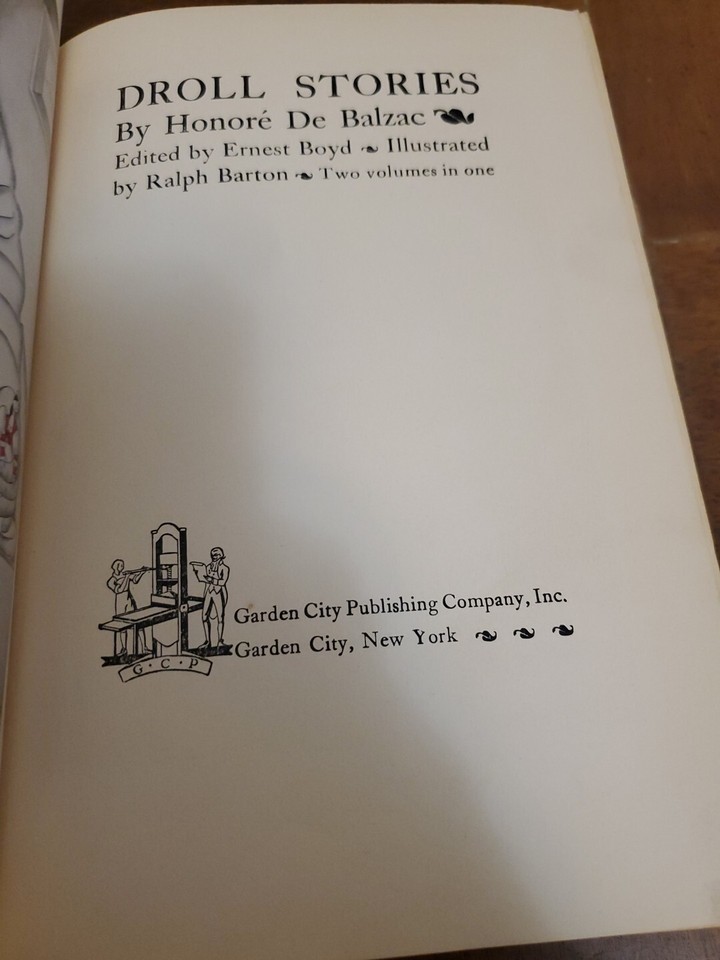 DROLL STORIES
By Honoré De Balzac
Edited by Ernest Boyd Illustrated
by Ralph Barton Two volumes in one
Garden City Publishing Company, Inc.
Garden City, New York
G · C · P